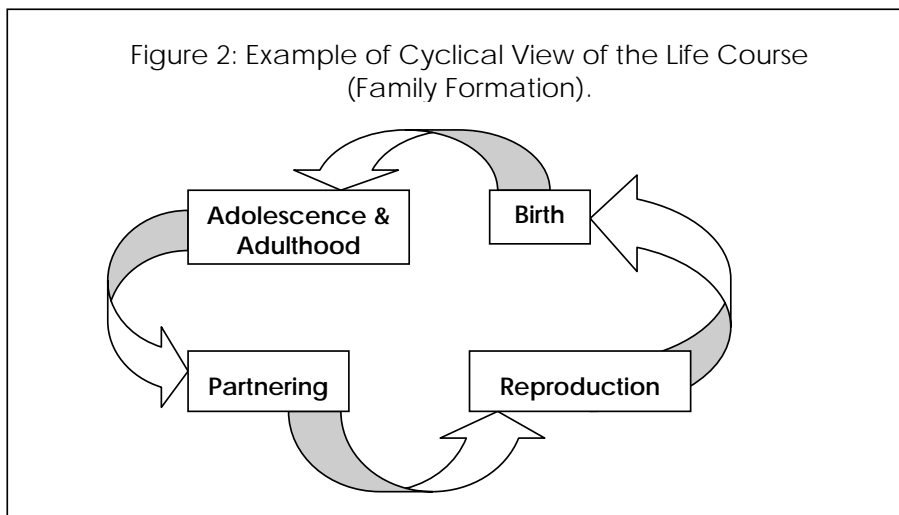 Figure 2: Example of Cyclical View of the Life Course
(Family Formation).
Adolescence &
Adulthood
Birth
Partnering
Reproduction